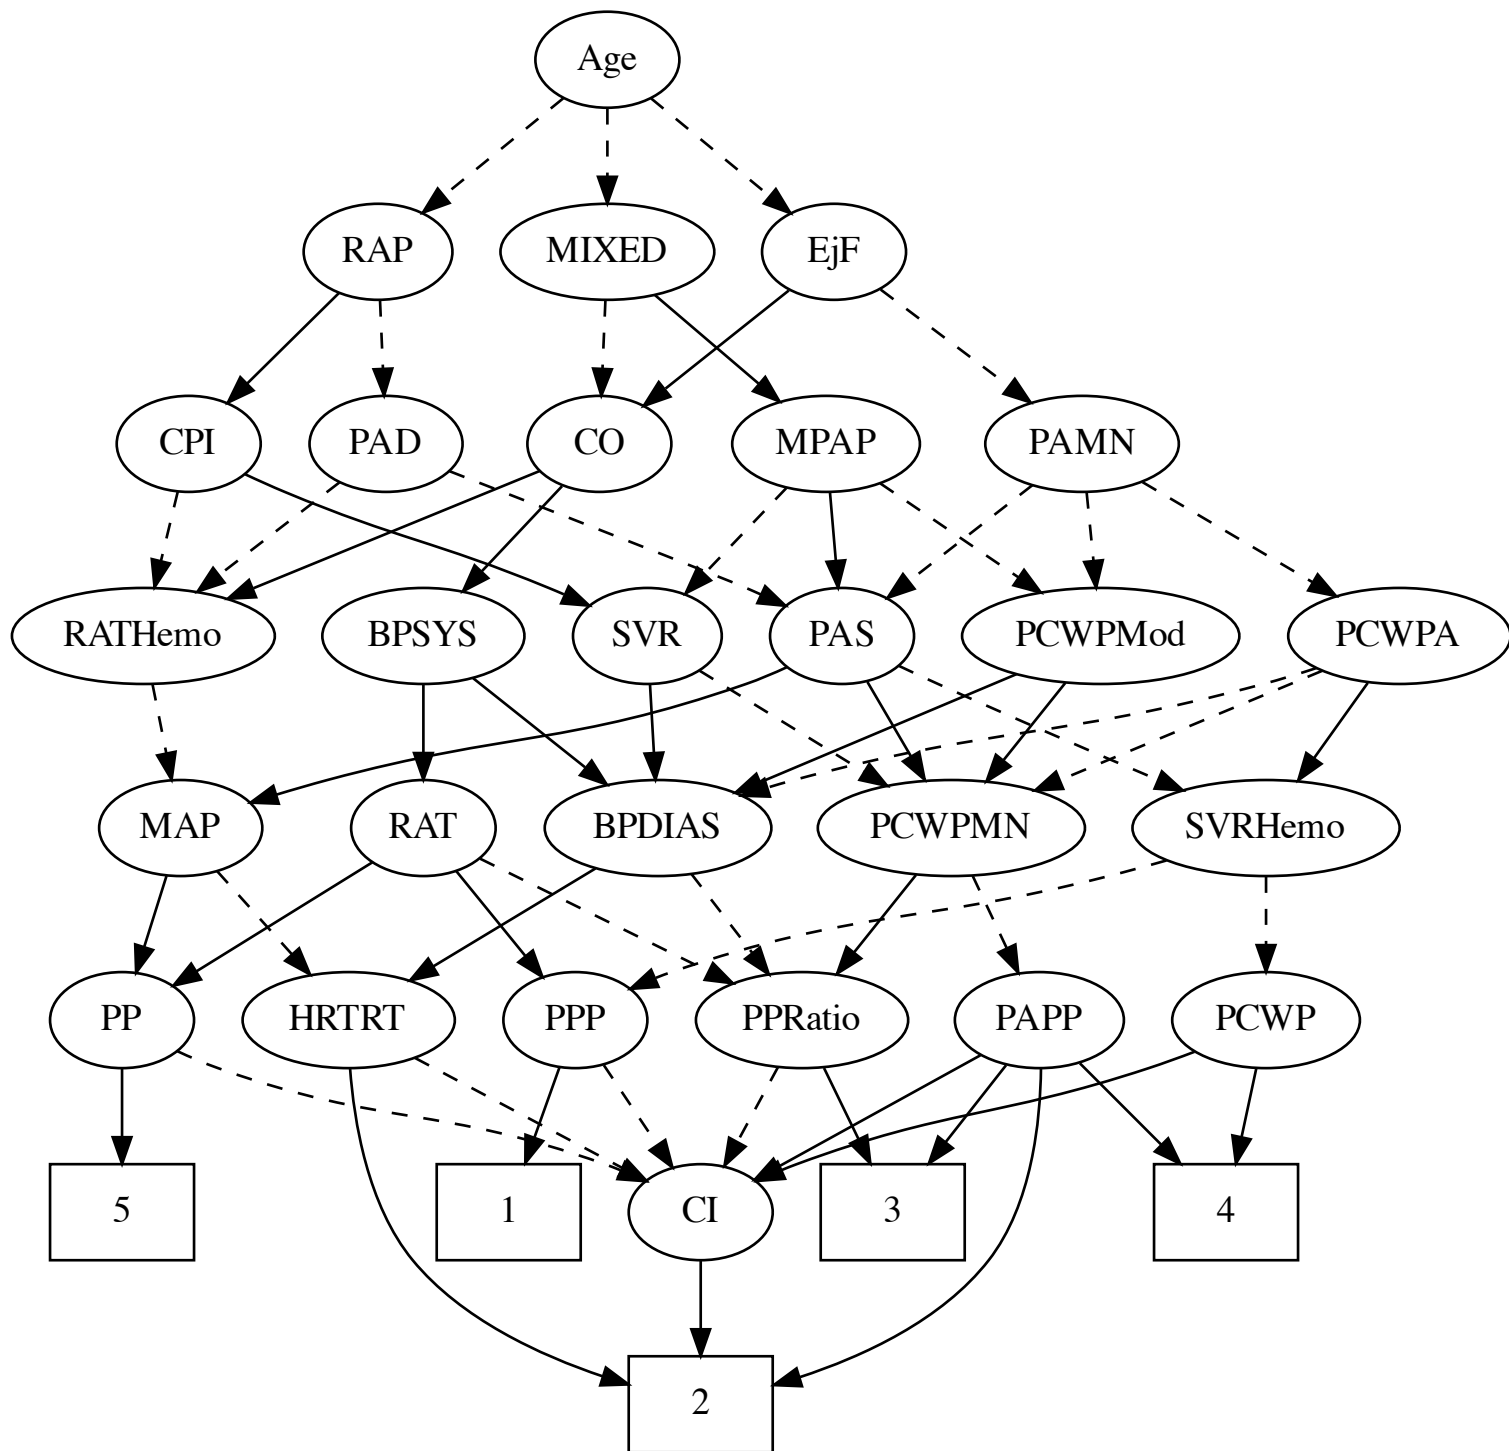 Age
RAP
MIXED
EjF
CPI
PAD
CO
MPAP
PAMN
RATHemo
BPSYS
SVR
PAS
PCWPMod
PCWPA
MAP
RAT
BPDIAS
PCWPMN
SVRHemo
PP
HRTRT
PPP
PPRatio
PAPP
PCWP
5
1
CI
3
4
2